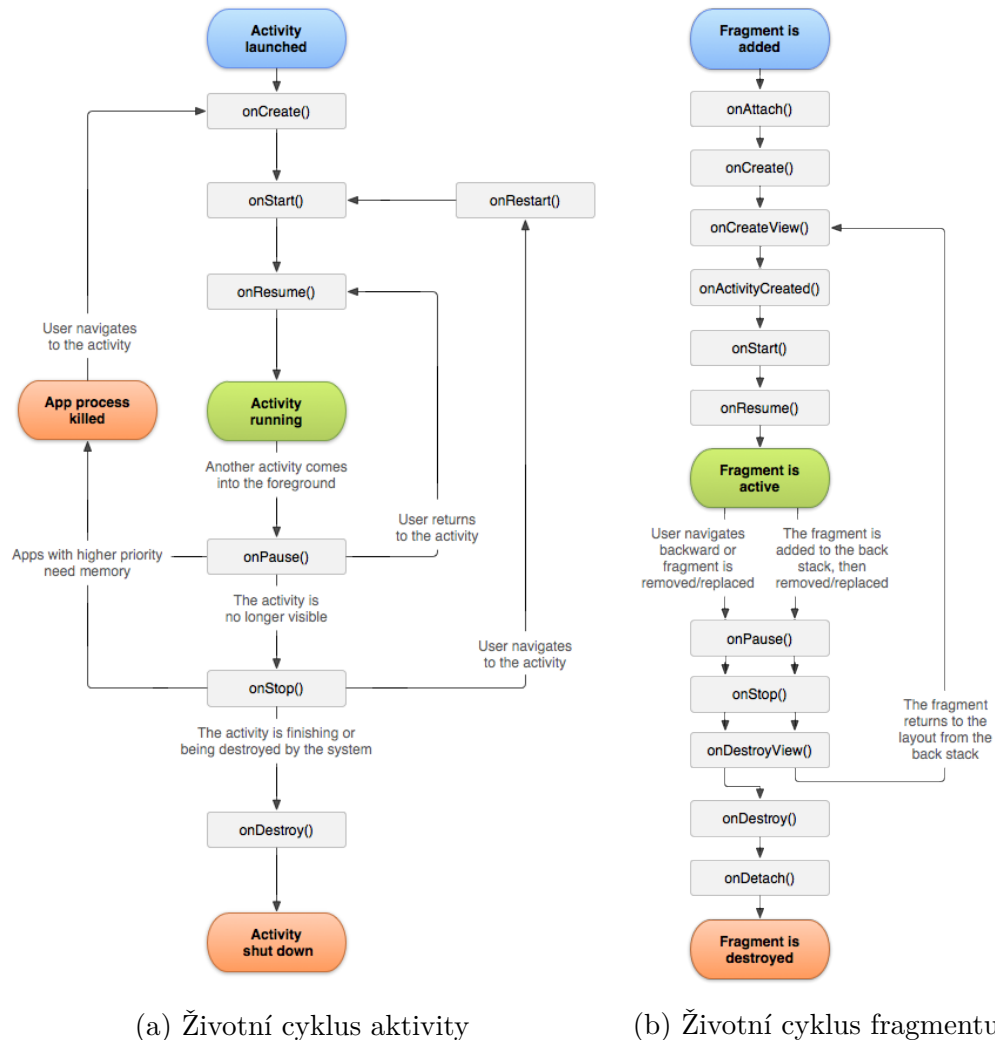 Activity
launched
onCreate()
onStart()
onRestart()
onResume()
User navigates
to the activity
App process
killed
Activity
running
Another activity comes
into the foreground
User returns
to the activity
Apps with higher priority
need memory
onPause()
The activity is
no longer visible
User navigates
to the activity
onStop()
The activity is finishing or
being destroyed by the system
onDestroy()
Activity
shut down
(a) Životní cyklus aktivity
Fragment is
added
onAttach()
onCreate()
onCreateView()
onActivityCreated()
onStart()
onResume()
Fragment is
active
User navigates
backward or
fragment is
removed/replaced
The fragment is
added to the back
stack, then
removed/replaced
onPause()
onStop()
onDestroyView()
The fragment
returns to the
layout from the
back stack
onDestroy()
onDetach()
Fragment is
destroyed
(b) Životní cyklus fragmentu